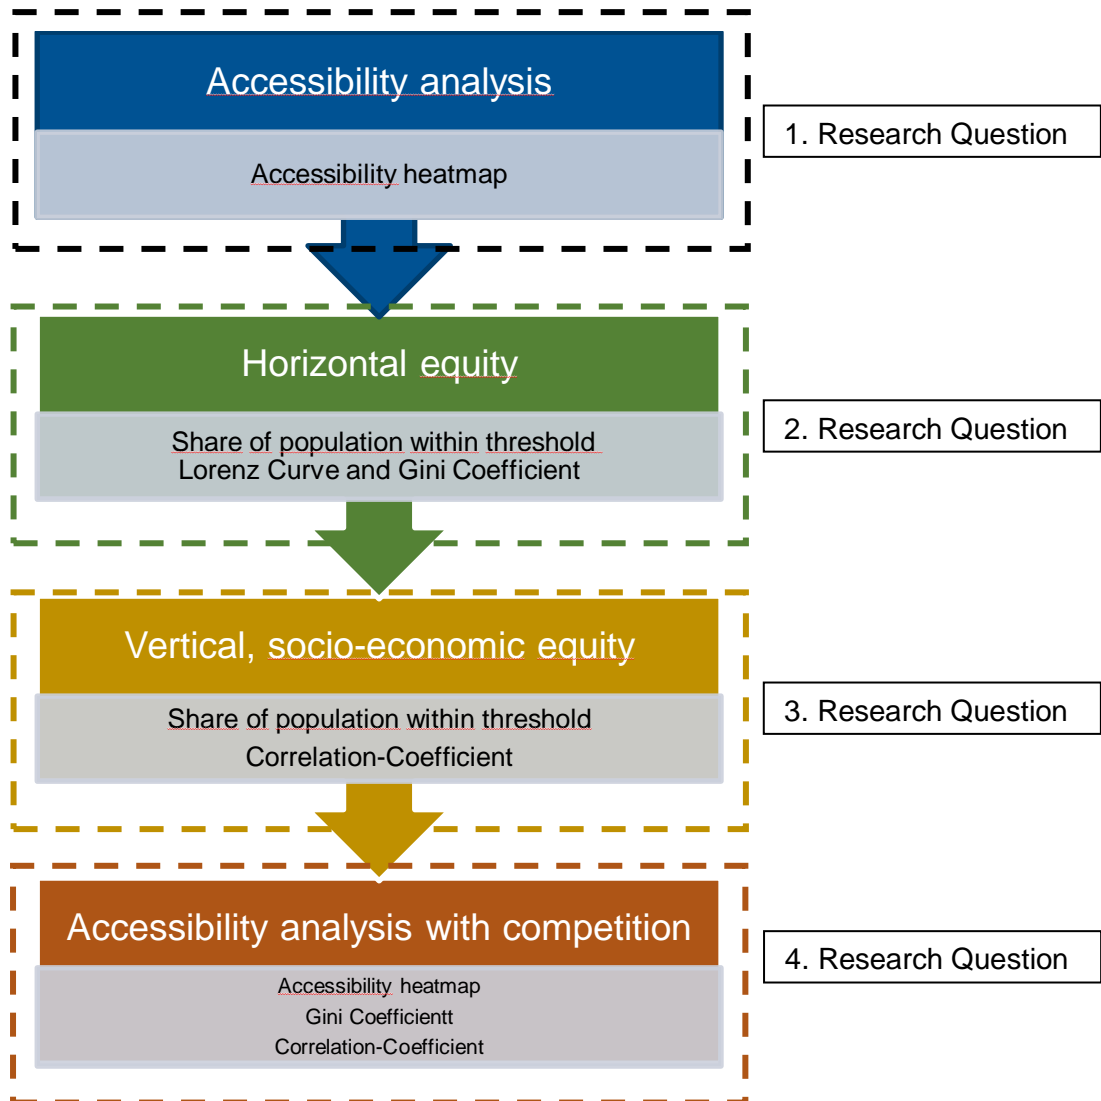 Accessibility analysis
Accessibility heatmap
1. Research Question
Horizontal equity
Share of population within threshold
Lorenz Curve and Gini Coefficient
2. Research Question
Vertical, socio-economic equity
Share of population within threshold
Correlation-Coefficient
3. Research Question
Accessibility analysis with competition
Accessibility heatmap
Gini Coefficientt
Correlation-Coefficient
4. Research Question